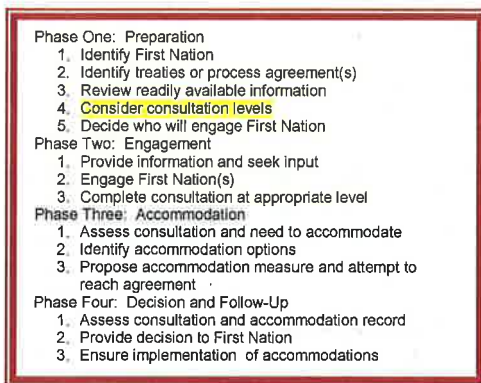 Phase One: Preparation
1. Identify First Nation
2. Identify treaties or process agreement(s)
3. Review readily available information
4. Consider consultation levels
5. Decide who will engage First Nation
Phase Two: Engagement
1. Provide information and seek input
2. Engage First Nation(s)
3. Complete consultation at appropriate level
Phase Three: Accommodation
1. Assess consultation and need to accommodate
2. Identify accommodation options
3. Propose accommodation measure and attempt to
reach agreement
Phase Four: Decision and Follow-Up
1. Assess consultation and accommodation record
2. Provide decision to First Nation
3. Ensure implementation of accommodations